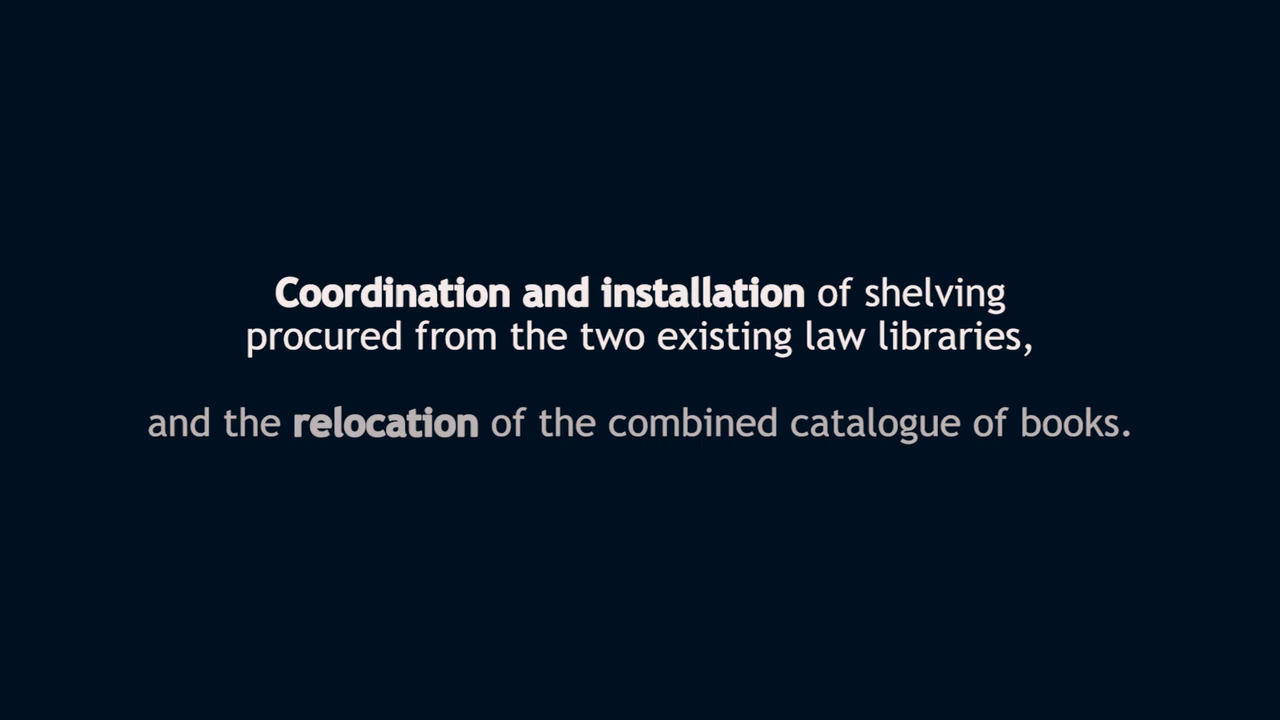 Coordination and installation of shelving
procured from the two existing law libraries,
and the relocation of the combined catalogue of books.